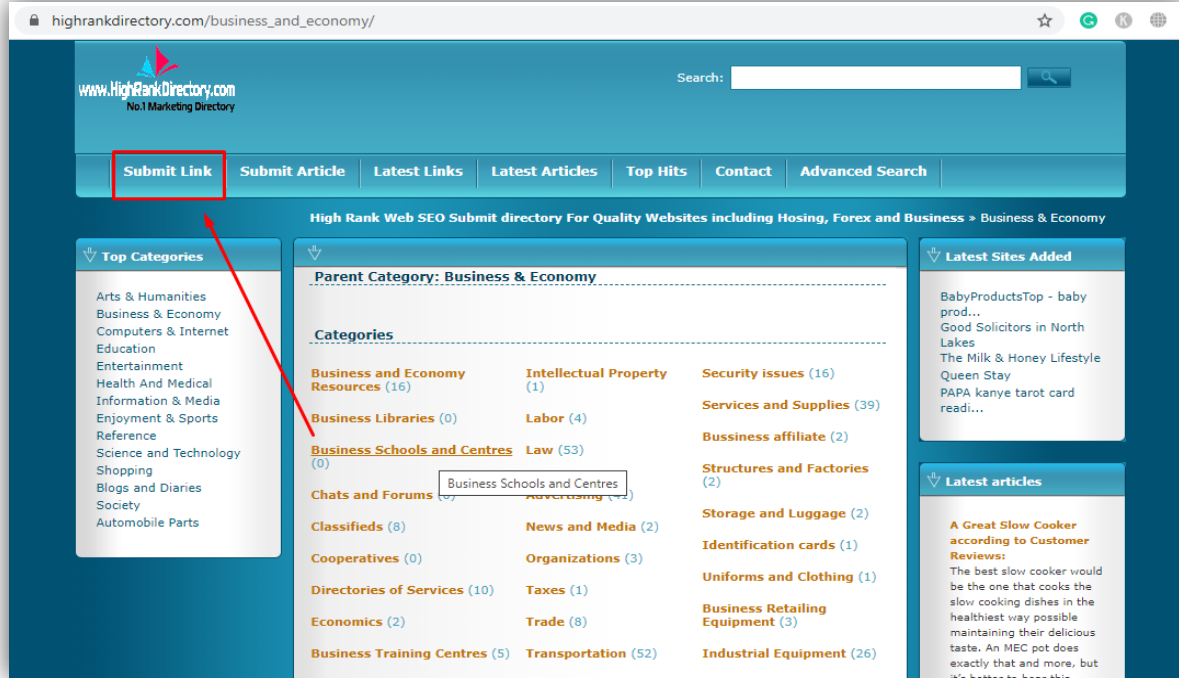 highrankdirectory.com/business_and_economy/
www.HighRankDirectory.com
No.1 Marketing Directory
Search:
Submit Link
Submit Article
Latest Links
Latest Articles
Top Hits
Contact
Advanced Search
High Rank Web SEO Submit directory For Quality Websites including Hosing, Forex and Business » Business & Economy
Top Categories
Arts & Humanities
Business & Economy
Computers & Internet
Education
Entertainment
Health And Medical
Information & Media
Enjoyment & Sports
Reference
Science and Technology
Shopping
Blogs and Diaries
Society
Automobile Parts
Parent Category: Business & Economy
Categories
Business and Economy
Resources (16)
Business Libraries (0)
Business Schools and Centres
(0)
Business Schools and Centres
Chats and Forums
Classifieds (8)
Cooperatives (0)
Directories of Services (10)
Economics (2)
Business Training Centres (5)
Intellectual Property
(1)
Labor (4)
Law (53)
Advertising (41)
News and Media (2)
Organizations (3)
Taxes (1)
Trade (8)
Transportation (52)
Security issues (16)
Services and Supplies (39)
Bussiness affiliate (2)
Structures and Factories
(2)
Storage and Luggage (2)
Identification cards (1)
Uniforms and Clothing (1)
Business Retailing
Equipment (3)
Industrial Equipment (26)
Latest Sites Added
BabyProductsTop - baby
prod...
Good Solicitors in North
Lakes
The Milk & Honey Lifestyle
Queen Stay
PAPA kanye tarot card
readi...
Latest articles
A Great Slow Cooker
according to Customer
Reviews:
The best slow cooker would
be the one that cooks the
slow cooking dishes in the
healthiest way possible
maintaining their delicious
taste. An MEC pot does
exactly that and more, but
it's better to hear this